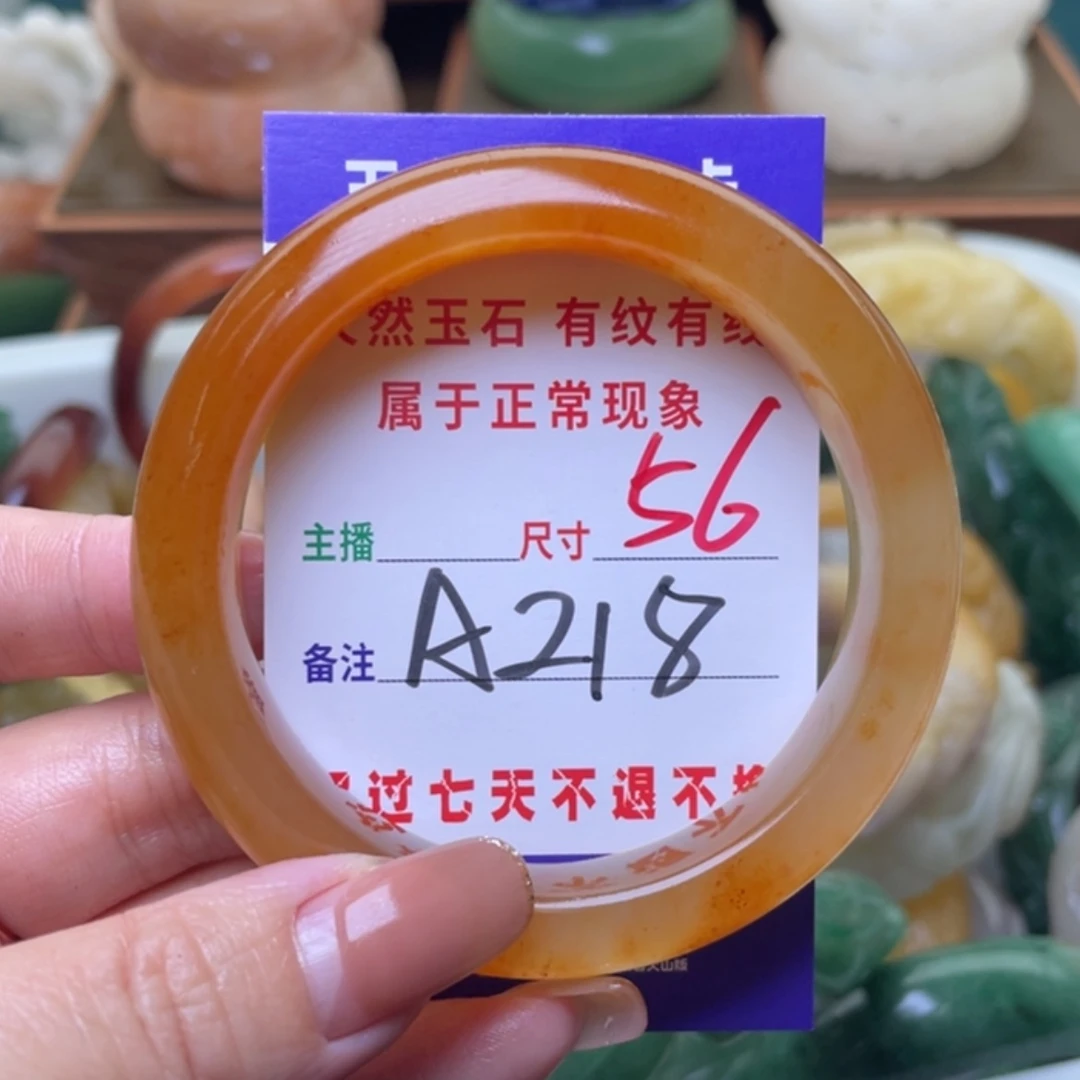 然玉石 有纹有
属于正常现象
56
主播 尺寸
A218
备注
过七天不退不